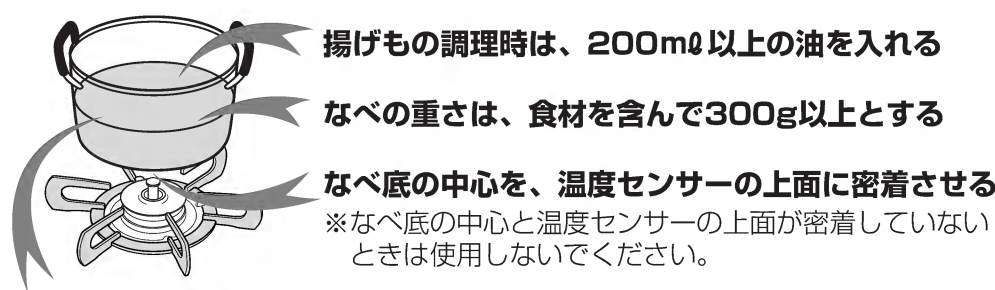 揚げもの調理時は、200mℓ以上の油を入れる
なべの重さは、食材を含んで300g以上とする
なべ底の中心を、温度センサーの上面に密着させる
※なべ底の中心と温度センサーの上面が密着していない
ときは使用しないでください。